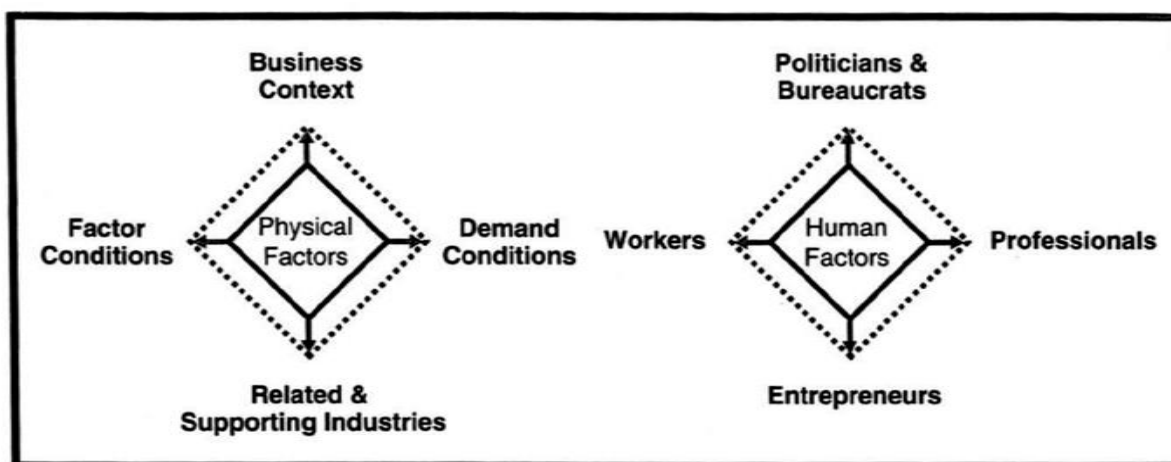 Business
Context
Factor
Conditions
Physical
Factors
Demand
Conditions
Related &
Supporting Industries
Politicians &
Bureaucrats
Workers
Human
Factors
Professionals
Entrepreneurs